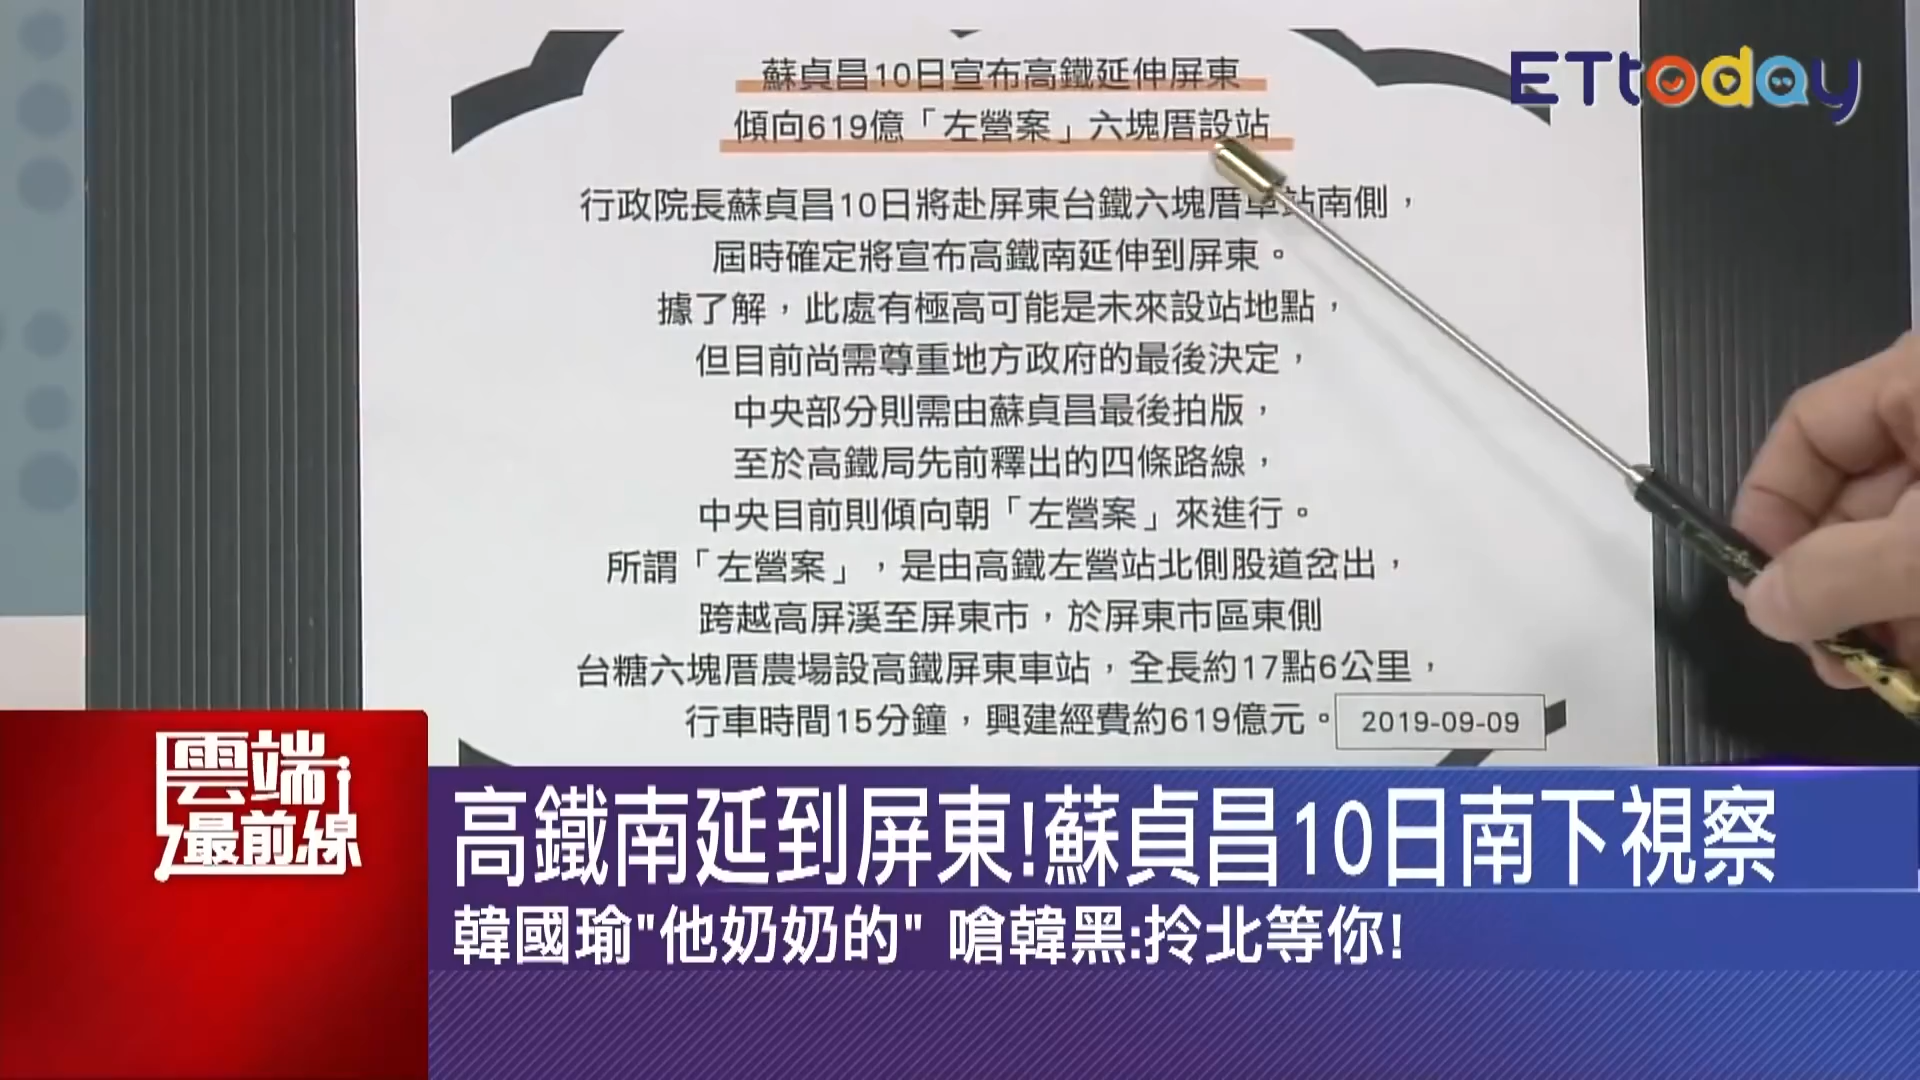 ETtoday
蘇貞昌10日宣布高鐵延伸屏東
傾向619億「左營案」六塊厝設站
行政院長蘇貞昌10日將赴屏東台鐵六塊厝車站南側，
屆時確定將宣布高鐵南延伸到屏東。
據了解，此處有極高可能是未來設站地點，
但目前尚需尊重地方政府的最後決定，
中央部分則需由蘇貞昌最後拍版，
至於高鐵局先前釋出的四條路線，
中央目前則傾向朝「左營案」來進行。
所謂「左營案」，是由高鐵左營站北側股道岔出，
跨越高屏溪至屏東市，於屏東市區東側
台糖六塊厝農場設高鐵屏東車站，全長約17點6公里，
行車時間15分鐘，興建經費約619億元。
2019-09-09
雲端
最前線
高鐵南延到屏東!蘇貞昌10日南下視察
韓國瑜"他奶奶的" 嗆韓黑:拎北等你!